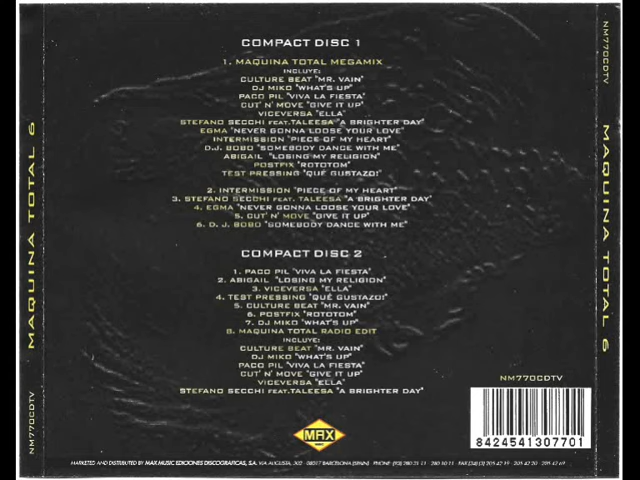 COMPACT DISC 1
1. MAQUINA TOTAL MEGAMIX
INCLUYE:
CULTURE BEAT "MR. VAIN"
DJ MIKO "WHAT'S UP"
PACO PIL "VIVA LA FIESTA"
CUT' N' MOVE "GIVE IT UP"
VICEVERSA "ELLA"
STEFANO SECCHI FEAT.TALEESA "A BRIGHTER DAY"
EGMA "NEVER GONNA LOOSE YOUR LOVE"
INTERMISSION "PIECE OF MY HEART"
D.J. BOBO "SOMEBODY DANCE WITH ME"
ABIGAIL "LOSING MY RELIGION"
POSTFIX "ROTOTOM"
TEST PRESSING "QUÉ GUSTAZO!"
2. INTERMISSION "PIECE OF MY HEART"
3. STEFANO SECCHI FEAT. TALEESA "A BRIGHTER DAY"
4. EGMA "NEVER GONNA LOOSE YOUR LOVE"
5. CUT' N' MOVE "GIVE IT UP"
6. D. J. BOBO "SOMEBODY DANCE WITH ME"
COMPACT DISC 2
1. PACO PIL "VIVA LA FIESTA"
2. ABIGAIL "LOSING MY RELIGION"
3. VICEVERSA "ELLA"
4. TEST PRESSING "QUÉ GUSTAZO!"
5. CULTURE BEAT "MR. VAIN"
6. POSTFIX "ROTOTOM"
7. DJ MIKO "WHAT'S UP"
8. MAQUINA TOTAL RADIO EDIT
INCLUYE:
CULTURE BEAT "MR. VAIN"
DJ MIKO "WHAT'S UP"
PACO PIL "VIVA LA FIESTA"
CUT' N' MOVE "GIVE IT UP"
VICEVERSA "ELLA"
STEFANO SECCHI FEAT.TALEESA "A BRIGHTER DAY"
MAQUINA TOTAL 6
NM770CDTV
NM770CDTV
MAQUINA TOTAL 6
NM770CDTV
8424541307701
MAX
MARKETED AND DISTRIBUTED BY MAX MUSIC EDICIONES DISCOGRAFICAS, S.A. VIA AUGUSTA, 302 - 08017 BARCELONA (SPAIN)